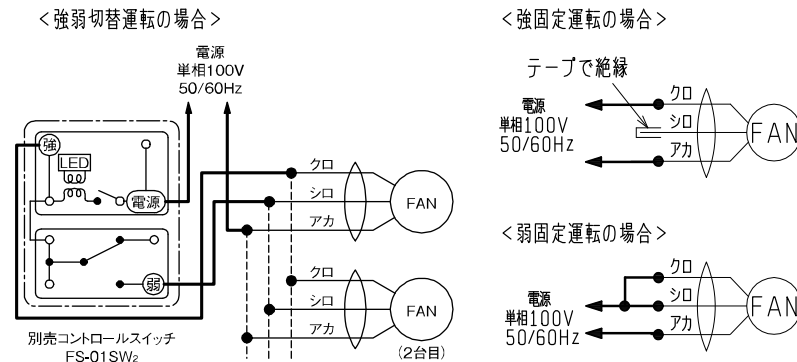 <強弱切替運転の場合>
電源
単相100V
50/60Hz
強
LED
電源
弱
クロ
シロ
アカ
FAN
クロ
シロ
アカ
FAN
(2台目)
別売コントロールスイッチ
FS-01SW₂
<強固定運転の場合>
テープで絶縁
電源
単相100V
50/60Hz
クロ
シロ
アカ
FAN
<弱固定運転の場合>
電源
単相100V
50/60Hz
クロ
シロ
アカ
FAN